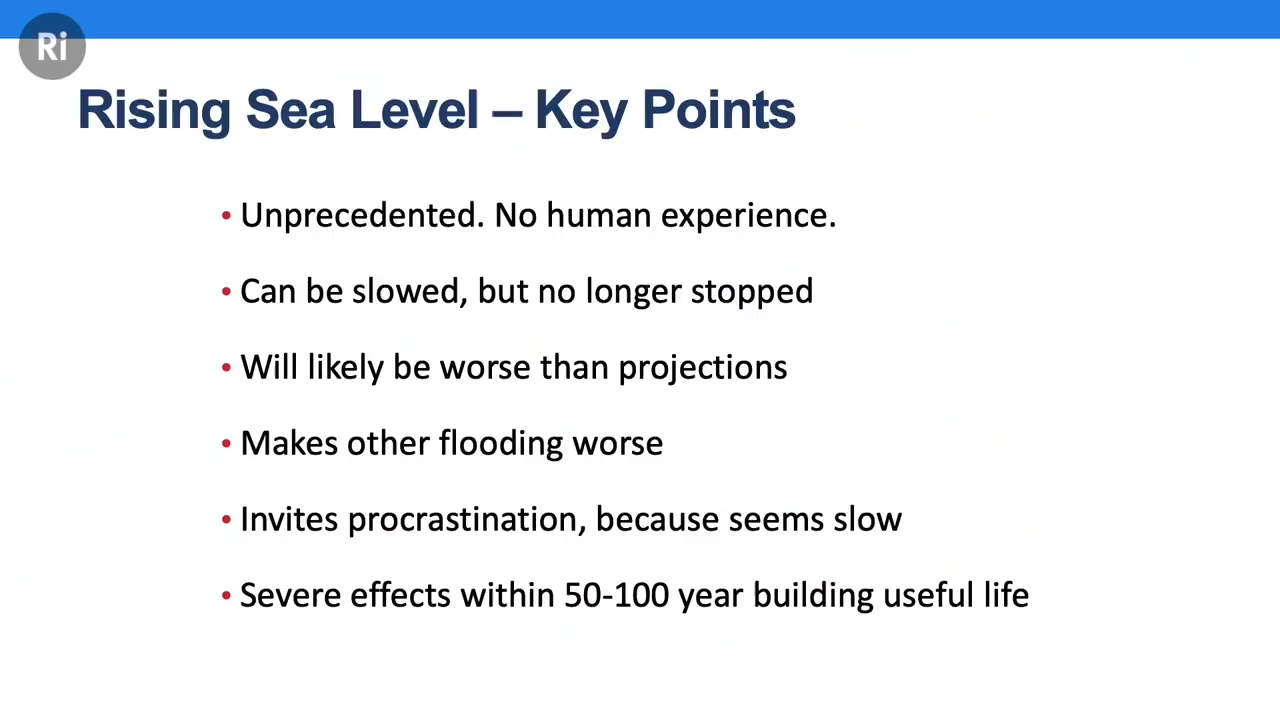 Ri
Rising Sea Level – Key Points
• Unprecedented. No human experience.
• Can be slowed, but no longer stopped
• Will likely be worse than projections
• Makes other flooding worse
• Invites procrastination, because seems slow
• Severe effects within 50-100 year building useful life